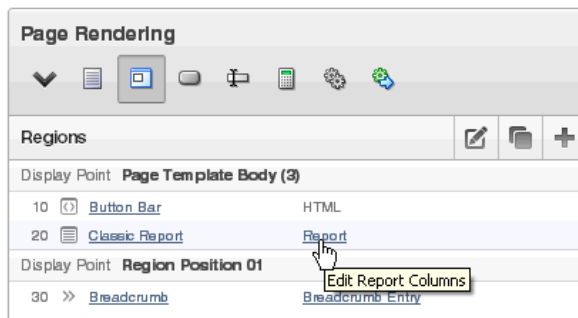 Page Rendering
Regions
Display Point Page Template Body (3)
10 Button Bar HTML
20 Classic Report Report
Display Point Region Position 01
Edit Report Columns
30 Breadcrumb Breadcrumb Entry